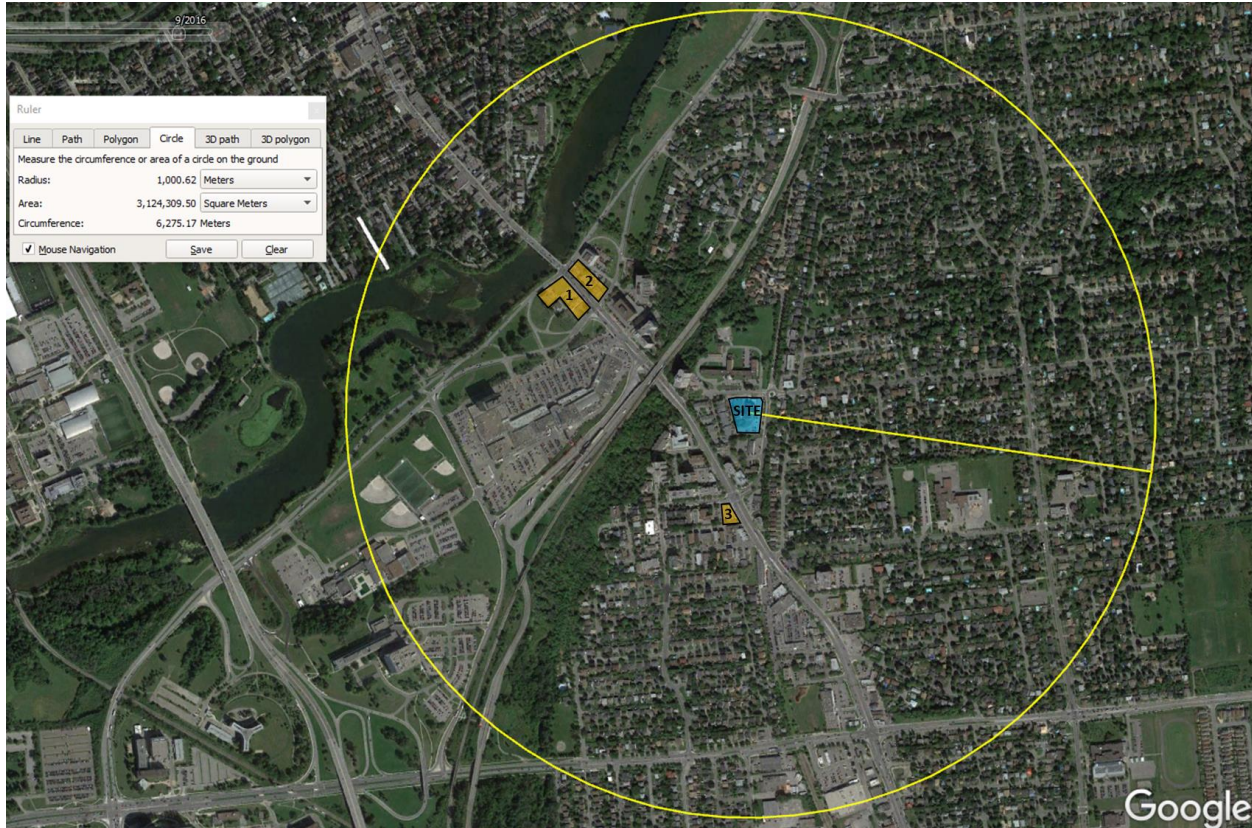 9/2016
Ruler
Line Path Polygon Circle 3D path 3D polygon
Measure the circumference or area of a circle on the ground
Radius: 1,000.62 Meters
Area: 3,124,309.50 Square Meters
Circumference: 6,275.17 Meters
Mouse Navigation Save Clear
2
1
SITE
3
Google